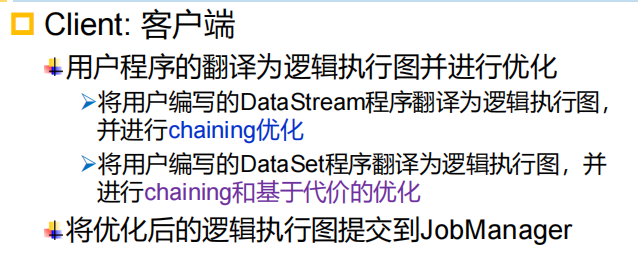 Client: 客户端
用户程序的翻译为逻辑执行图并进行优化
将用户编写的DataStream程序翻译为逻辑执行图，
并进行chaining优化
将用户编写的DataSet程序翻译为逻辑执行图，并
进行chaining和基于代价的优化
将优化后的逻辑执行图提交到JobManager